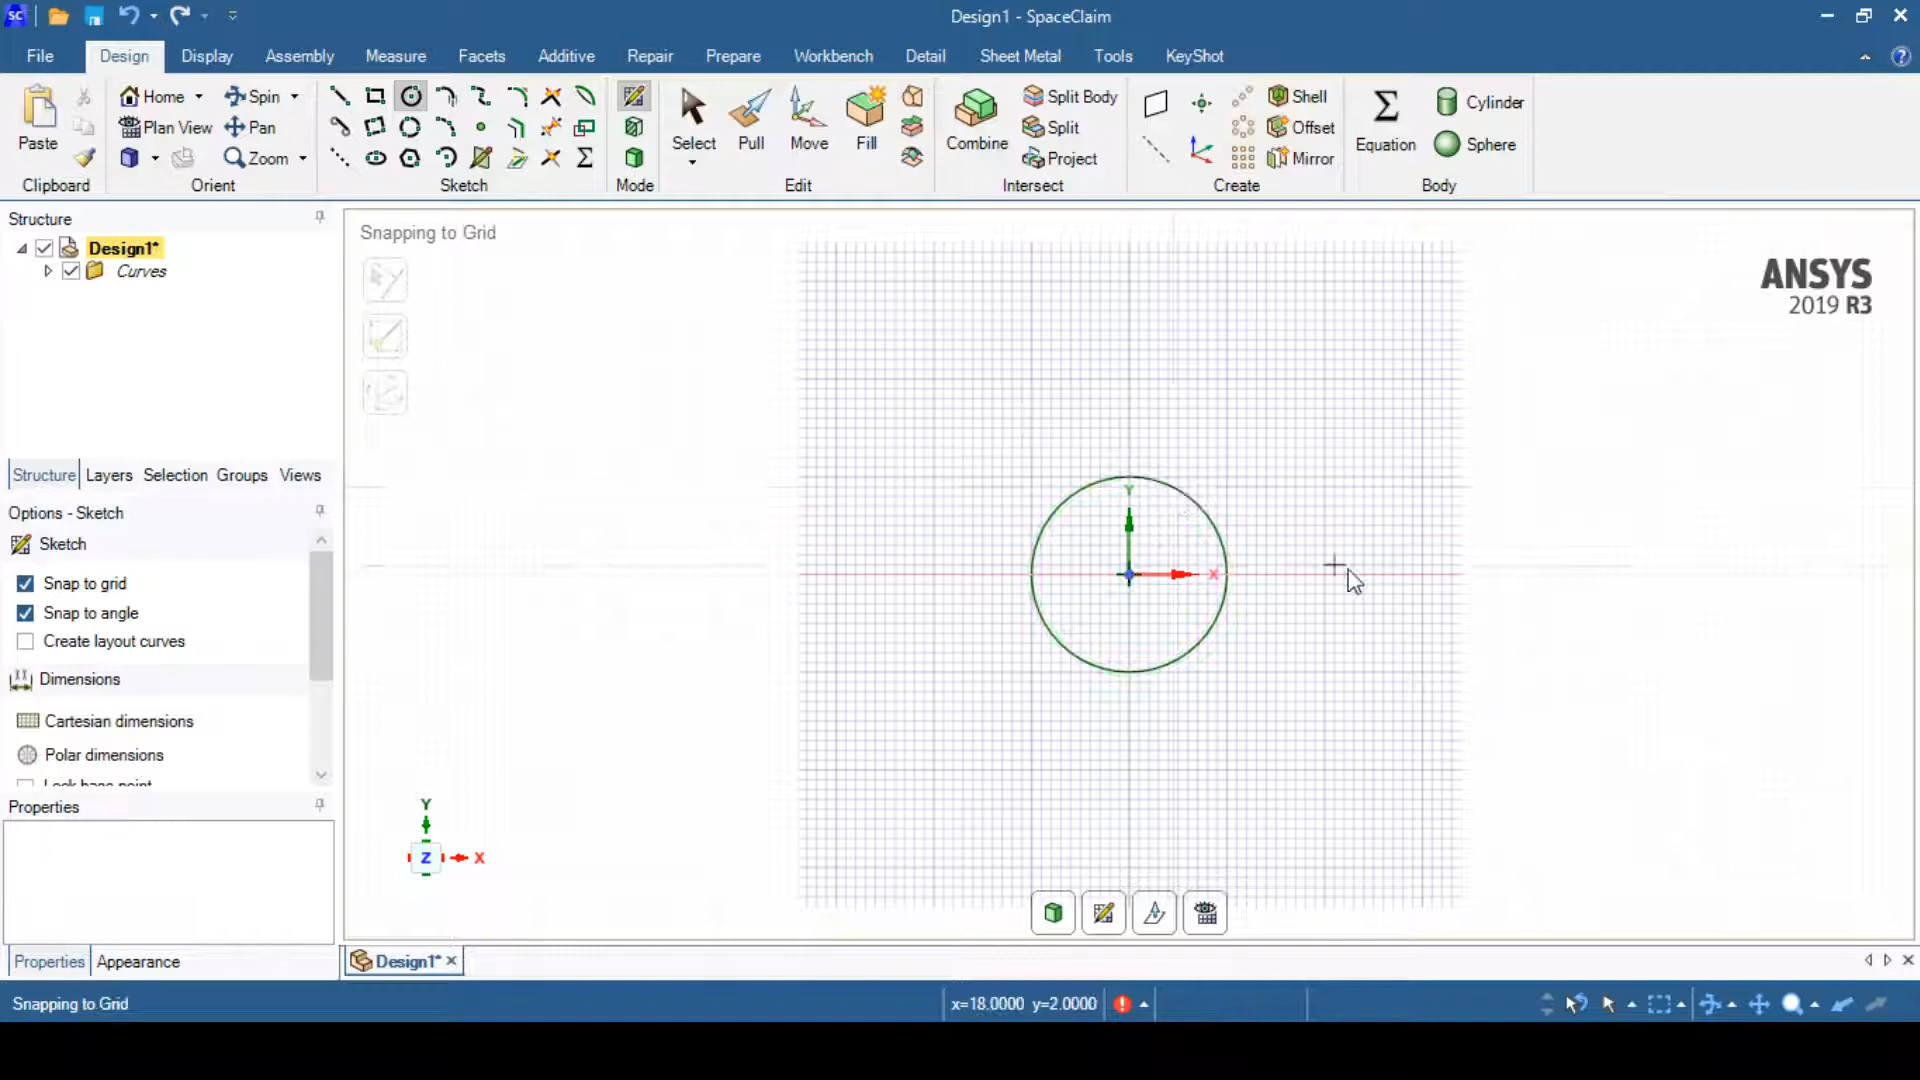 SC
Design1 - SpaceClaim
File Design Display Assembly Measure Facets Additive Repair Prepare Workbench Detail Sheet Metal Tools KeyShot
Home Spin Split Body Shell Cylinder
Plan View Pan Split Offset
Paste Select Pull Move Fill Combine Equation Sphere
Zoom Project Mirror
Clipboard Orient Sketch Mode Edit Intersect Create Body
Structure
Design1*
Curves
Structure Layers Selection Groups Views
Options - Sketch
Sketch
Snap to grid
Snap to angle
Create layout curves
Dimensions
Cartesian dimensions
Polar dimensions
Lock base point
Properties
Properties Appearance
Snapping to Grid
ANSYS
2019 R3
Y
X
Y
Z X
Design1*
Snapping to Grid
x=18.0000 y=2.0000